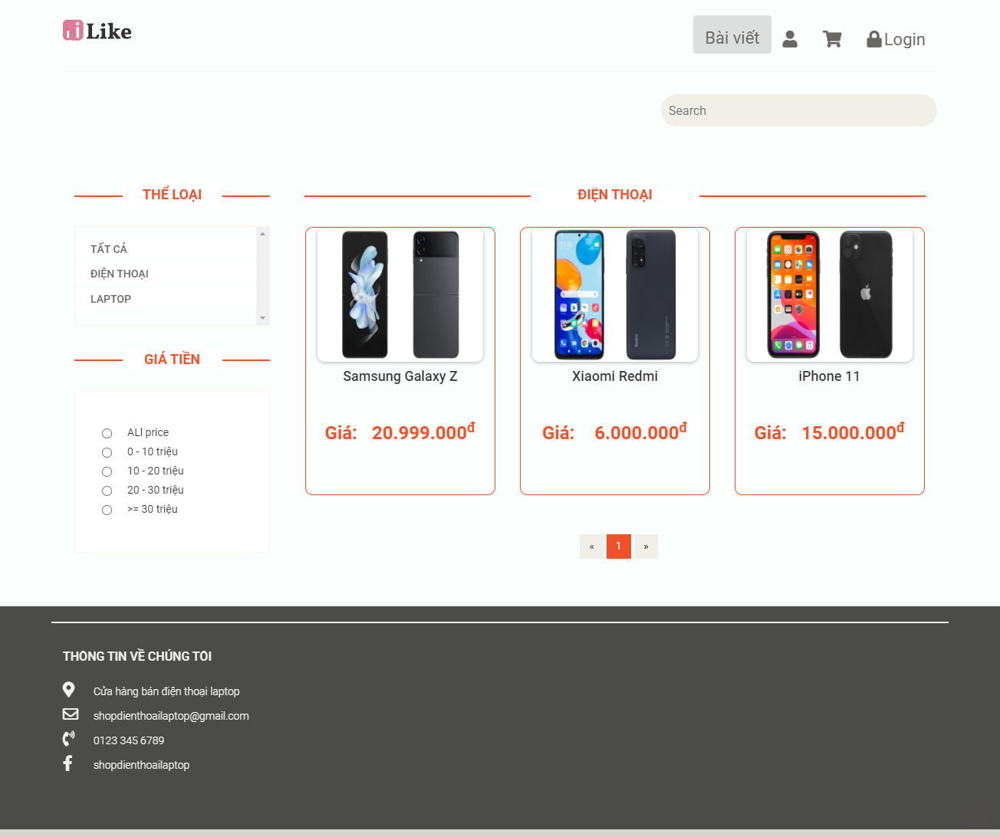 Like
Bài viết
Login
Search
THỂ LOẠI
TẤT CẢ
ĐIỆN THOẠI
LAPTOP
GIÁ TIỀN
ALl price
0 - 10 triệu
10 - 20 triệu
20 - 30 triệu
>= 30 triệu
ĐIỆN THOẠI
Samsung Galaxy Z
Giá: 20.999.000đ
Xiaomi Redmi
Giá: 6.000.000đ
iPhone 11
Giá: 15.000.000đ
« 1 »
THÔNG TIN VỀ CHÚNG TÔI
Cửa hàng bán điện thoại laptop
shopdienthoailaptop@gmail.com
0123 345 6789
shopdienthoailaptop